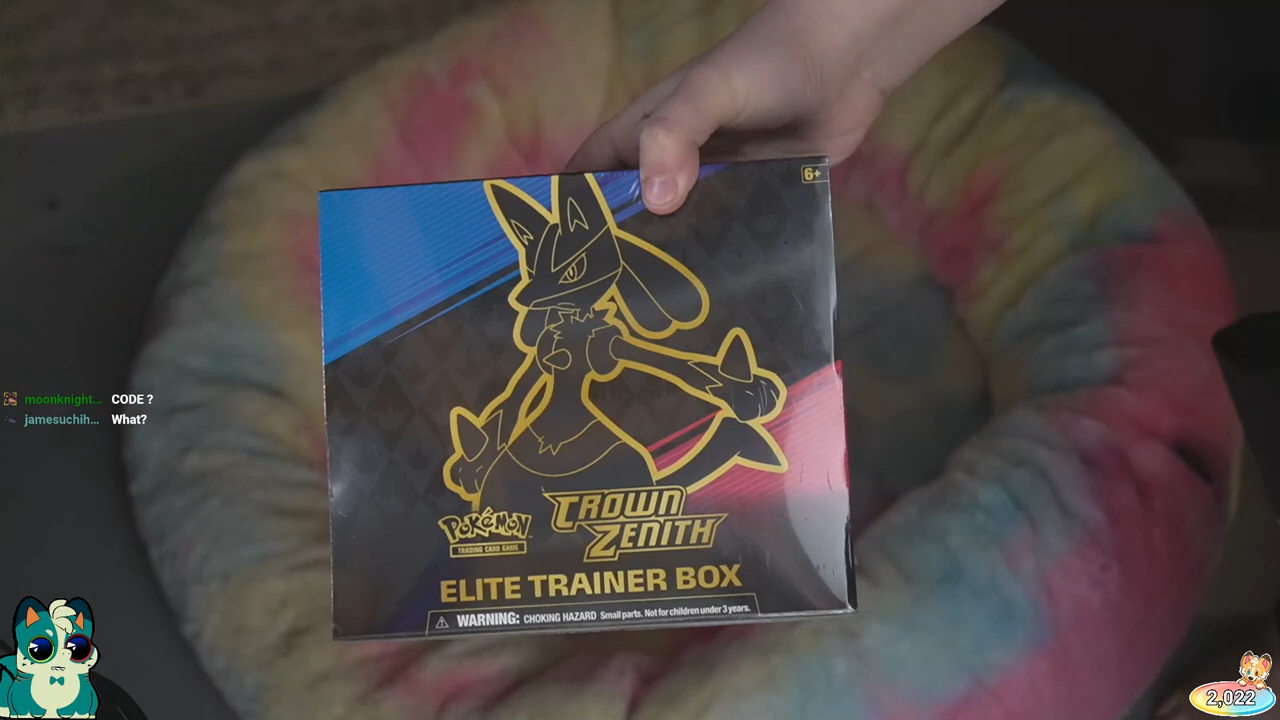 6+
moonknight... CODE ?
jamesuchih... What?
POKéMON
TRADING CARD GAME
CROWN
ZENITH
ELITE TRAINER BOX
WARNING: CHOKING HAZARD Small parts. Not for children under 3 years.
2,022